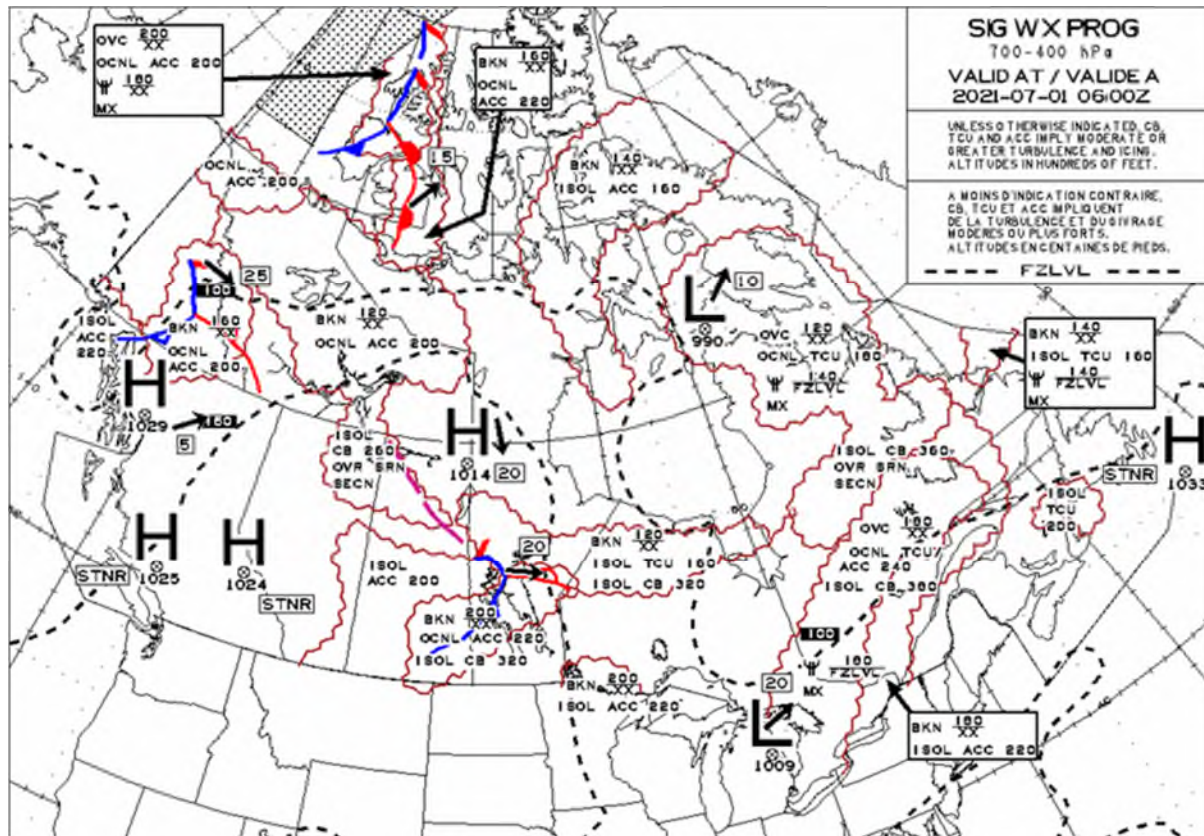 SIG WX PROG
700-400 hPa
VALID AT / VALIDE A
2021-07-01 06:00Z
UNLESS OTHERWISE INDICATED, CB,
TCU AND ACC IMPLY MODERATE OR
GREATER TURBULENCE AND ICING.
ALTITUDES IN HUNDREDS OF FEET.
A MOINS D'INDICATION CONTRAIRE,
CB, TCU ET ACC IMPLIQUENT
DE LA TURBULENCE ET DU GIVRAGE
MODERES OU PLUS FORTS.
ALTITUDES EN CENTAINES DE PIEDS.
FZLVL
OVC 200
XX
OCNL ACC 200
180
XX
MX
BKN 160
XX
OCNL
ACC 220
OCNL
ACC 200
15
BKN 140
XX
ISOL ACC 160
25
100
ISOL
ACC
220
BKN 160
XX
OCNL
ACC 200
BKN 120
XX
OCNL ACC 200
L
990
10
OVC 120
XX
OCNL TCU 180
140
FZLVL
MX
BKN 140
XX
ISOL TCU 160
140
FZLVL
MX
H
1029
5
160
ISOL
CB 260
OVR SRN
SECN
H
1014
20
ISOL CB 360
OVR SRN
SECN
H
1033
STNR
ISOL
TCU
200
H
1025
STNR
H
1024
STNR
ISOL
ACC 200
20
BKN 120
XX
ISOL TCU 160
ISOL CB 320
OVC 180
XX
OCNL TCU/
ACC 240
ISOL CB 360
BKN 200
XX
OCNL ACC 220
ISOL CB 320
100
180
FZLVL
MX
BKN 200
XX
ISOL ACC 220
20
L
1009
BKN 180
XX
ISOL ACC 220